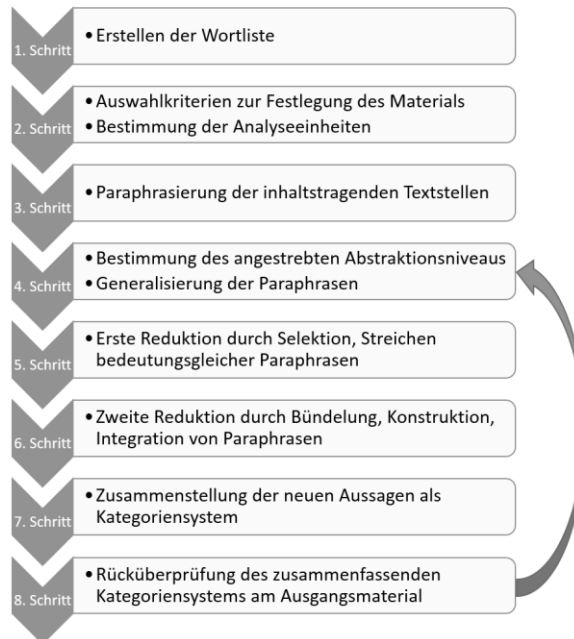 1. Schritt
• Erstellen der Wortliste
2. Schritt
• Auswahlkriterien zur Festlegung des Materials
• Bestimmung der Analyseeinheiten
3. Schritt
• Paraphrasierung der inhaltstragenden Textstellen
4. Schritt
• Bestimmung des angestrebten Abstraktionsniveaus
• Generalisierung der Paraphrasen
5. Schritt
• Erste Reduktion durch Selektion, Streichen
bedeutungsgleicher Paraphrasen
6. Schritt
• Zweite Reduktion durch Bündelung, Konstruktion,
Integration von Paraphrasen
7. Schritt
• Zusammenstellung der neuen Aussagen als
Kategoriensystem
8. Schritt
• Rücküberprüfung des zusammenfassenden
Kategoriensystems am Ausgangsmaterial